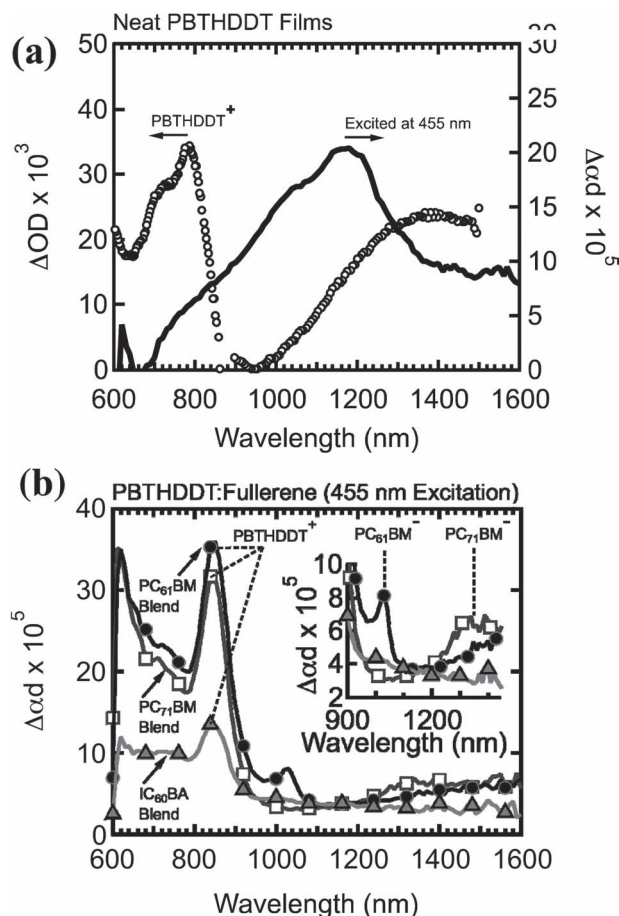 Neat PBTHDDT Films
(a)
50
40
30
20
10
0
ΔOD x 10³
30
25
20
15
10
5
0
Δαd x 10⁵
PBTHDDT⁺
Excited at 455 nm
600 800 1000 1200 1400 1600
Wavelength (nm)
(b)
PBTHDDT:Fullerene (455 nm Excitation)
40
30
20
10
0
Δαd x 10⁵
PBTHDDT⁺
PC₆₁BM
Blend
PC₇₁BM
Blend
IC₆₀BA
Blend
PC₆₁BM⁻ PC₇₁BM⁻
10
8
6
4
2
Δαd x 10⁵
900 1200
Wavelength (nm)
600 800 1000 1200 1400 1600
Wavelength (nm)